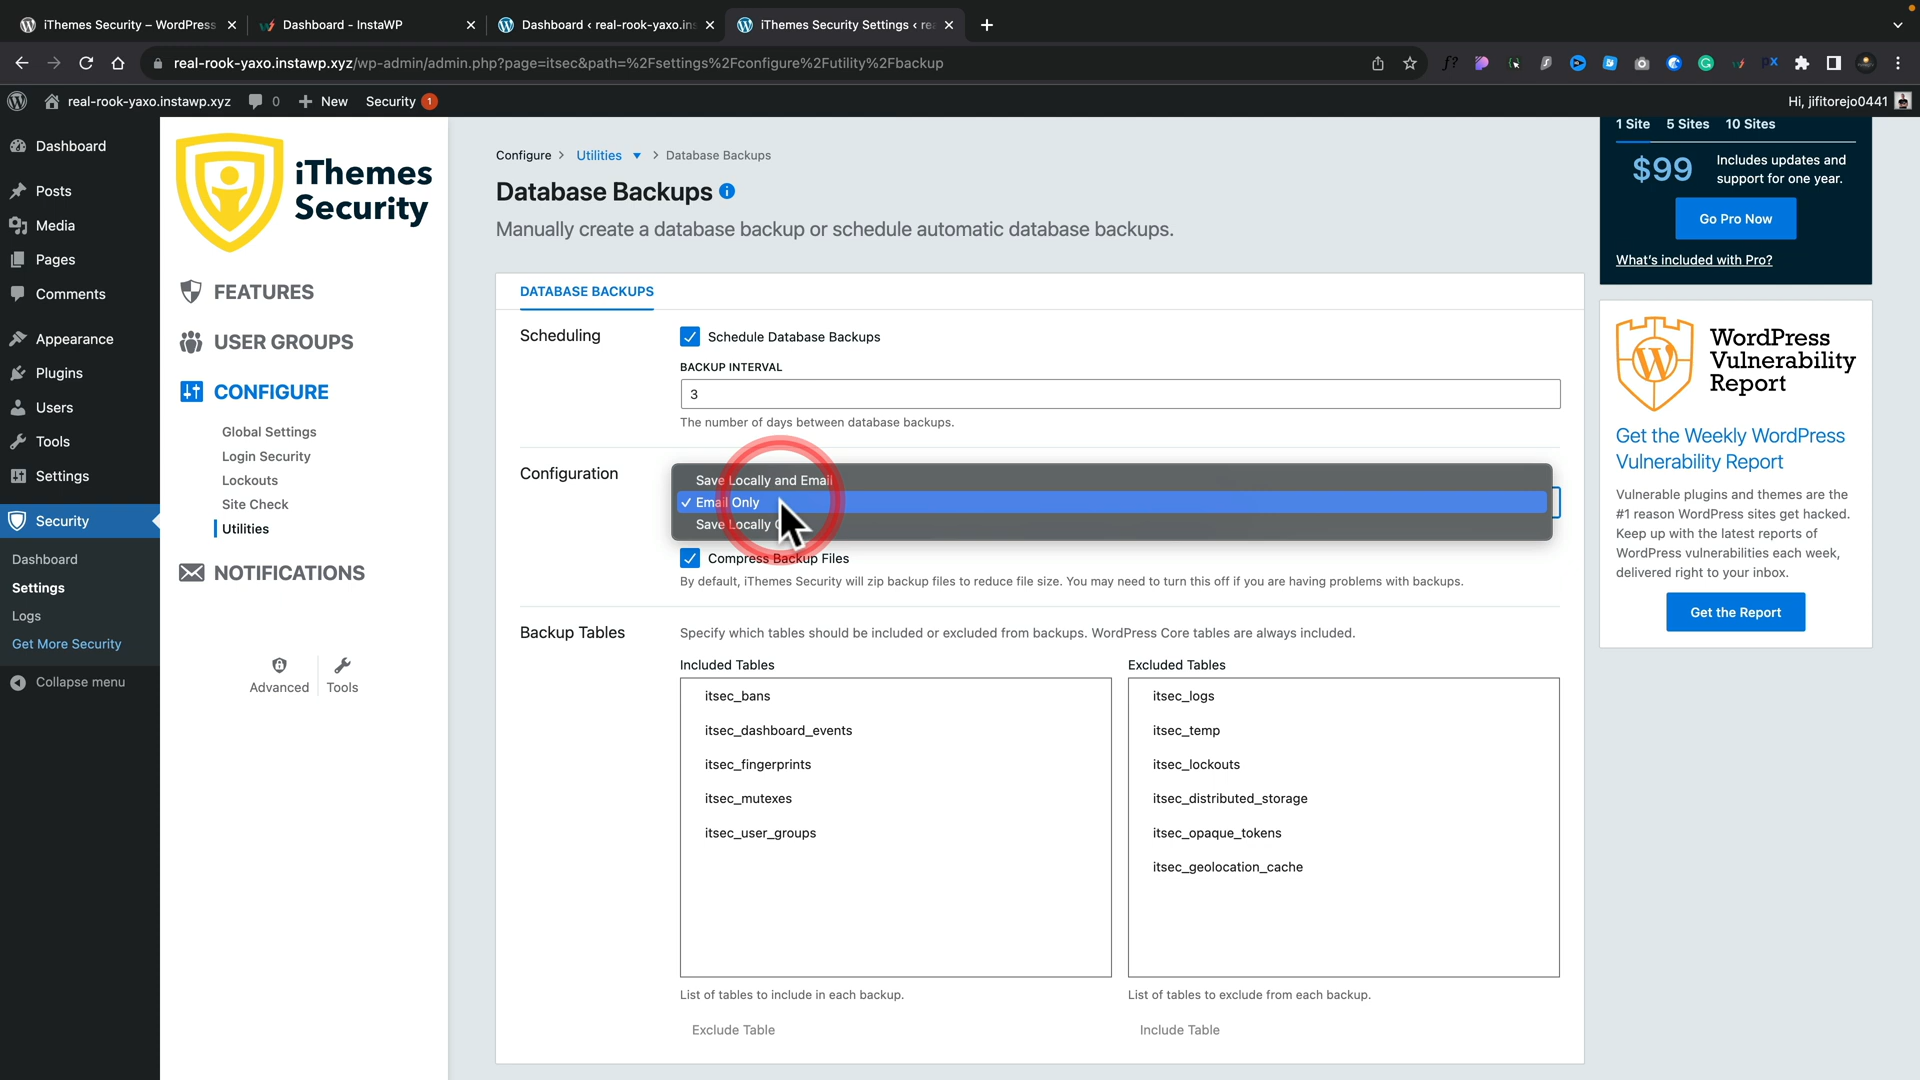 iThemes Security – WordPress
Dashboard - InstaWP
Dashboard ‹ real-rook-yaxo.in
iThemes Security Settings ‹ re
real-rook-yaxo.instawp.xyz/wp-admin/admin.php?page=itsec&path=%2Fsettings%2Fconfigure%2Futility%2Fbackup
real-rook-yaxo.instawp.xyz
0
New
Security 1
Hi, jifitorejo0441
Dashboard
Posts
Media
Pages
Comments
Appearance
Plugins
Users
Tools
Settings
Security
Dashboard
Settings
Logs
Get More Security
Collapse menu
iThemes
Security
FEATURES
USER GROUPS
CONFIGURE
Global Settings
Login Security
Lockouts
Site Check
Utilities
NOTIFICATIONS
Advanced
Tools
Configure > Utilities > Database Backups
Database Backups
Manually create a database backup or schedule automatic database backups.
DATABASE BACKUPS
Scheduling
Schedule Database Backups
BACKUP INTERVAL
3
The number of days between database backups.
Configuration
Save Locally and Email
Email Only
Save Locally
Compress Backup Files
By default, iThemes Security will zip backup files to reduce file size. You may need to turn this off if you are having problems with backups.
Backup Tables
Specify which tables should be included or excluded from backups. WordPress Core tables are always included.
Included Tables
itsec_bans
itsec_dashboard_events
itsec_fingerprints
itsec_mutexes
itsec_user_groups
List of tables to include in each backup.
Exclude Table
Excluded Tables
itsec_logs
itsec_temp
itsec_lockouts
itsec_distributed_storage
itsec_opaque_tokens
itsec_geolocation_cache
List of tables to exclude from each backup.
Include Table
1 Site 5 Sites 10 Sites
$99
Includes updates and
support for one year.
Go Pro Now
What's included with Pro?
WordPress
Vulnerability
Report
Get the Weekly WordPress
Vulnerability Report
Vulnerable plugins and themes are the
#1 reason WordPress sites get hacked.
Keep up with the latest reports of
WordPress vulnerabilities each week,
delivered right to your inbox.
Get the Report